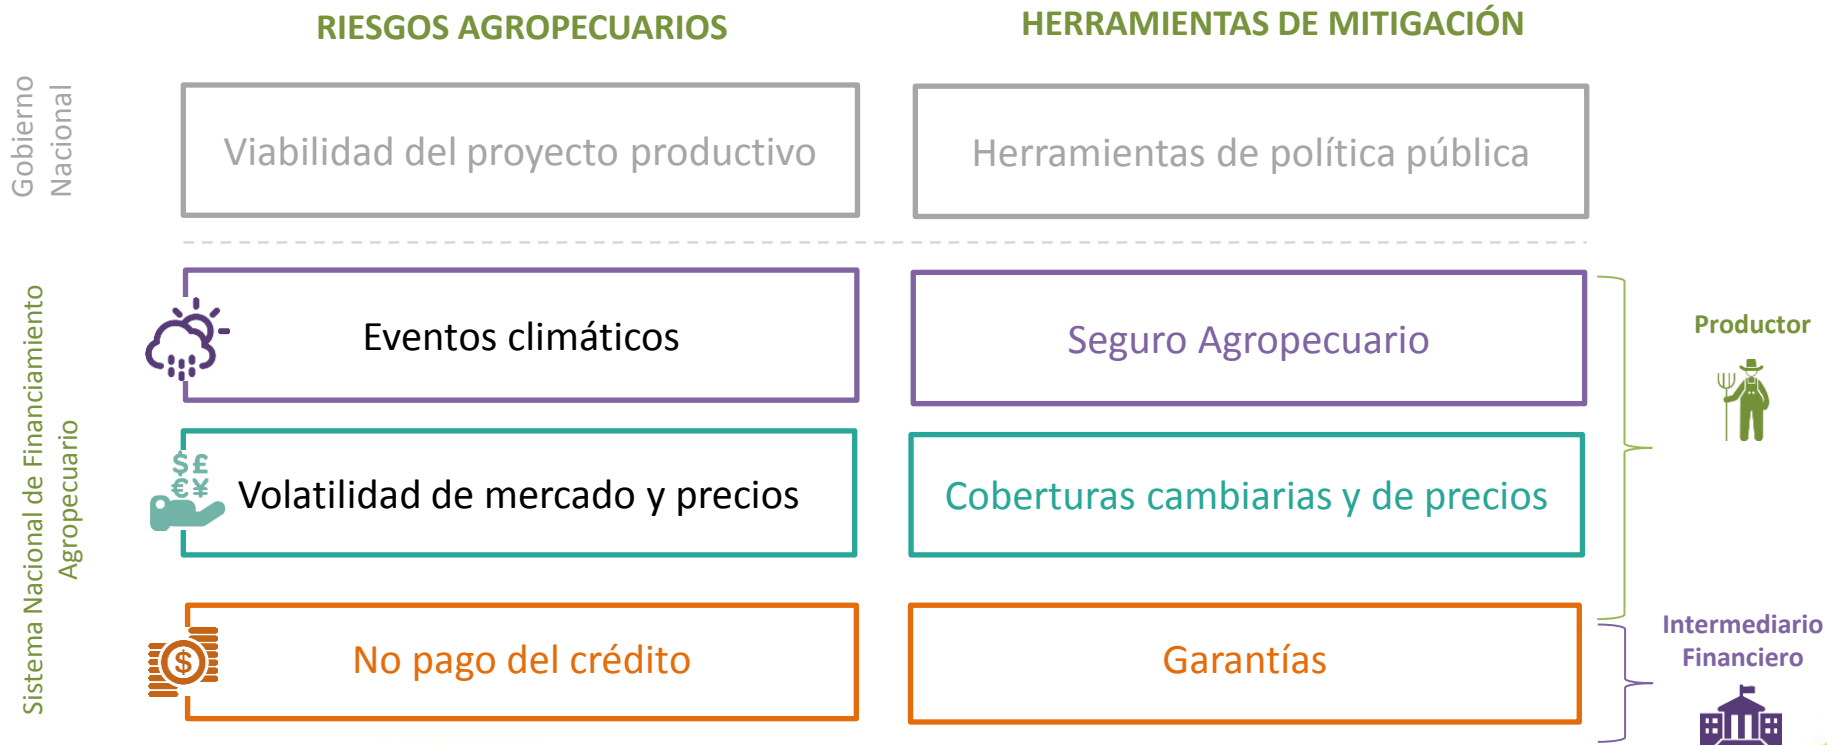 RIESGOS AGROPECUARIOS
HERRAMIENTAS DE MITIGACIÓN
Gobierno
Nacional
Viabilidad del proyecto productivo
Herramientas de política pública
Sistema Nacional de Financiamiento
Agropecuario
Eventos climáticos
Seguro Agropecuario
Productor
$£
€¥
Volatilidad de mercado y precios
Coberturas cambiarias y de precios
$
No pago del crédito
Garantías
Intermediario
Financiero